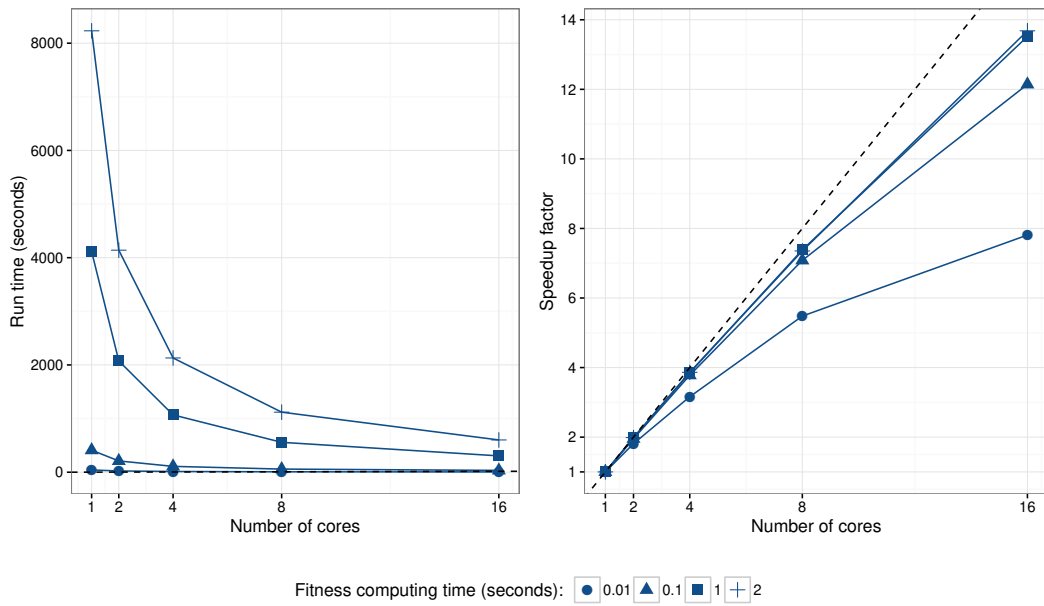 8000
6000
4000
2000
0
Run time (seconds)
1 2 4 8 16
Number of cores
14
12
10
8
6
4
2
1
Speedup factor
1 2 4 8 16
Number of cores
Fitness computing time (seconds): 0.01 0.1 1 2